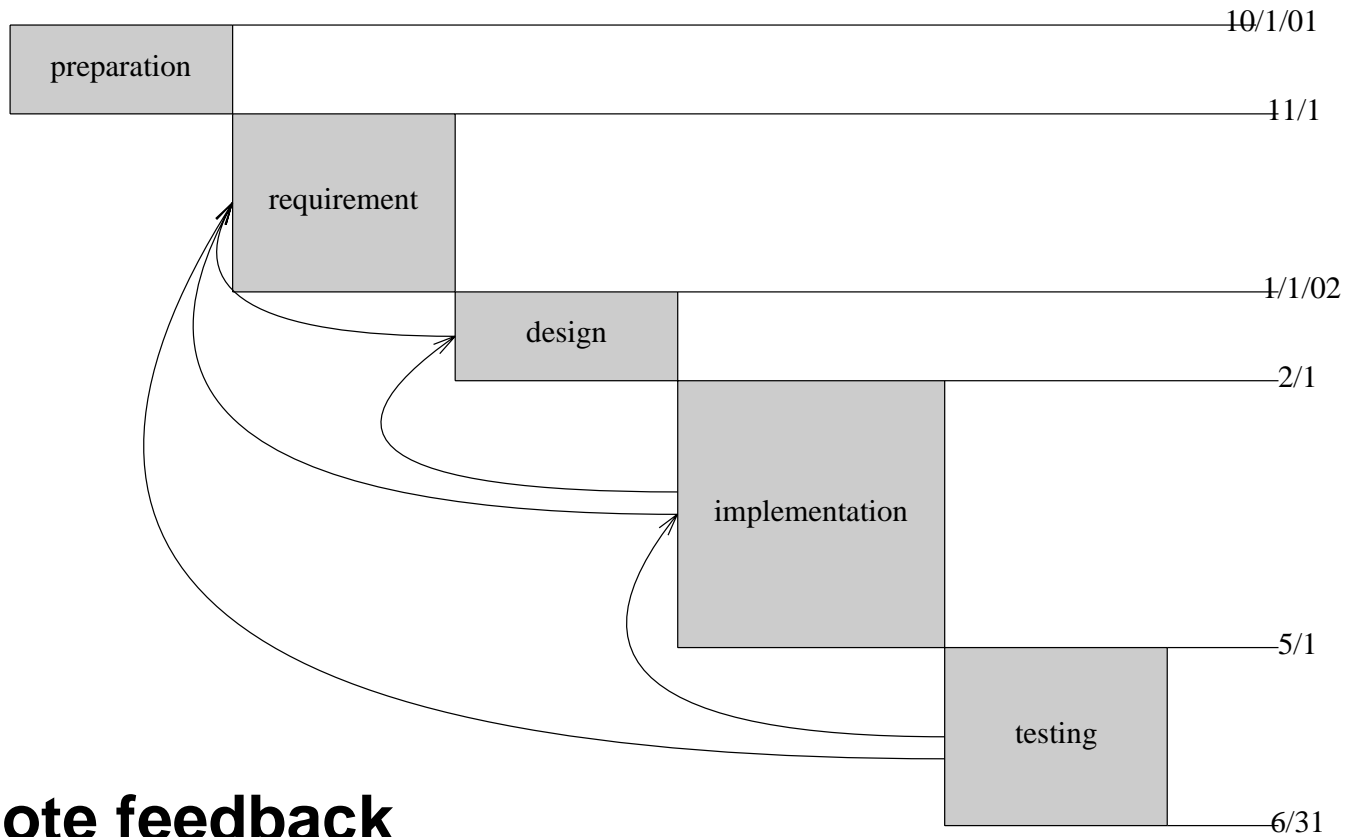 10/1/01
preparation
11/1
requirement
1/1/02
design
2/1
implementation
5/1
testing
ote feedback
6/31